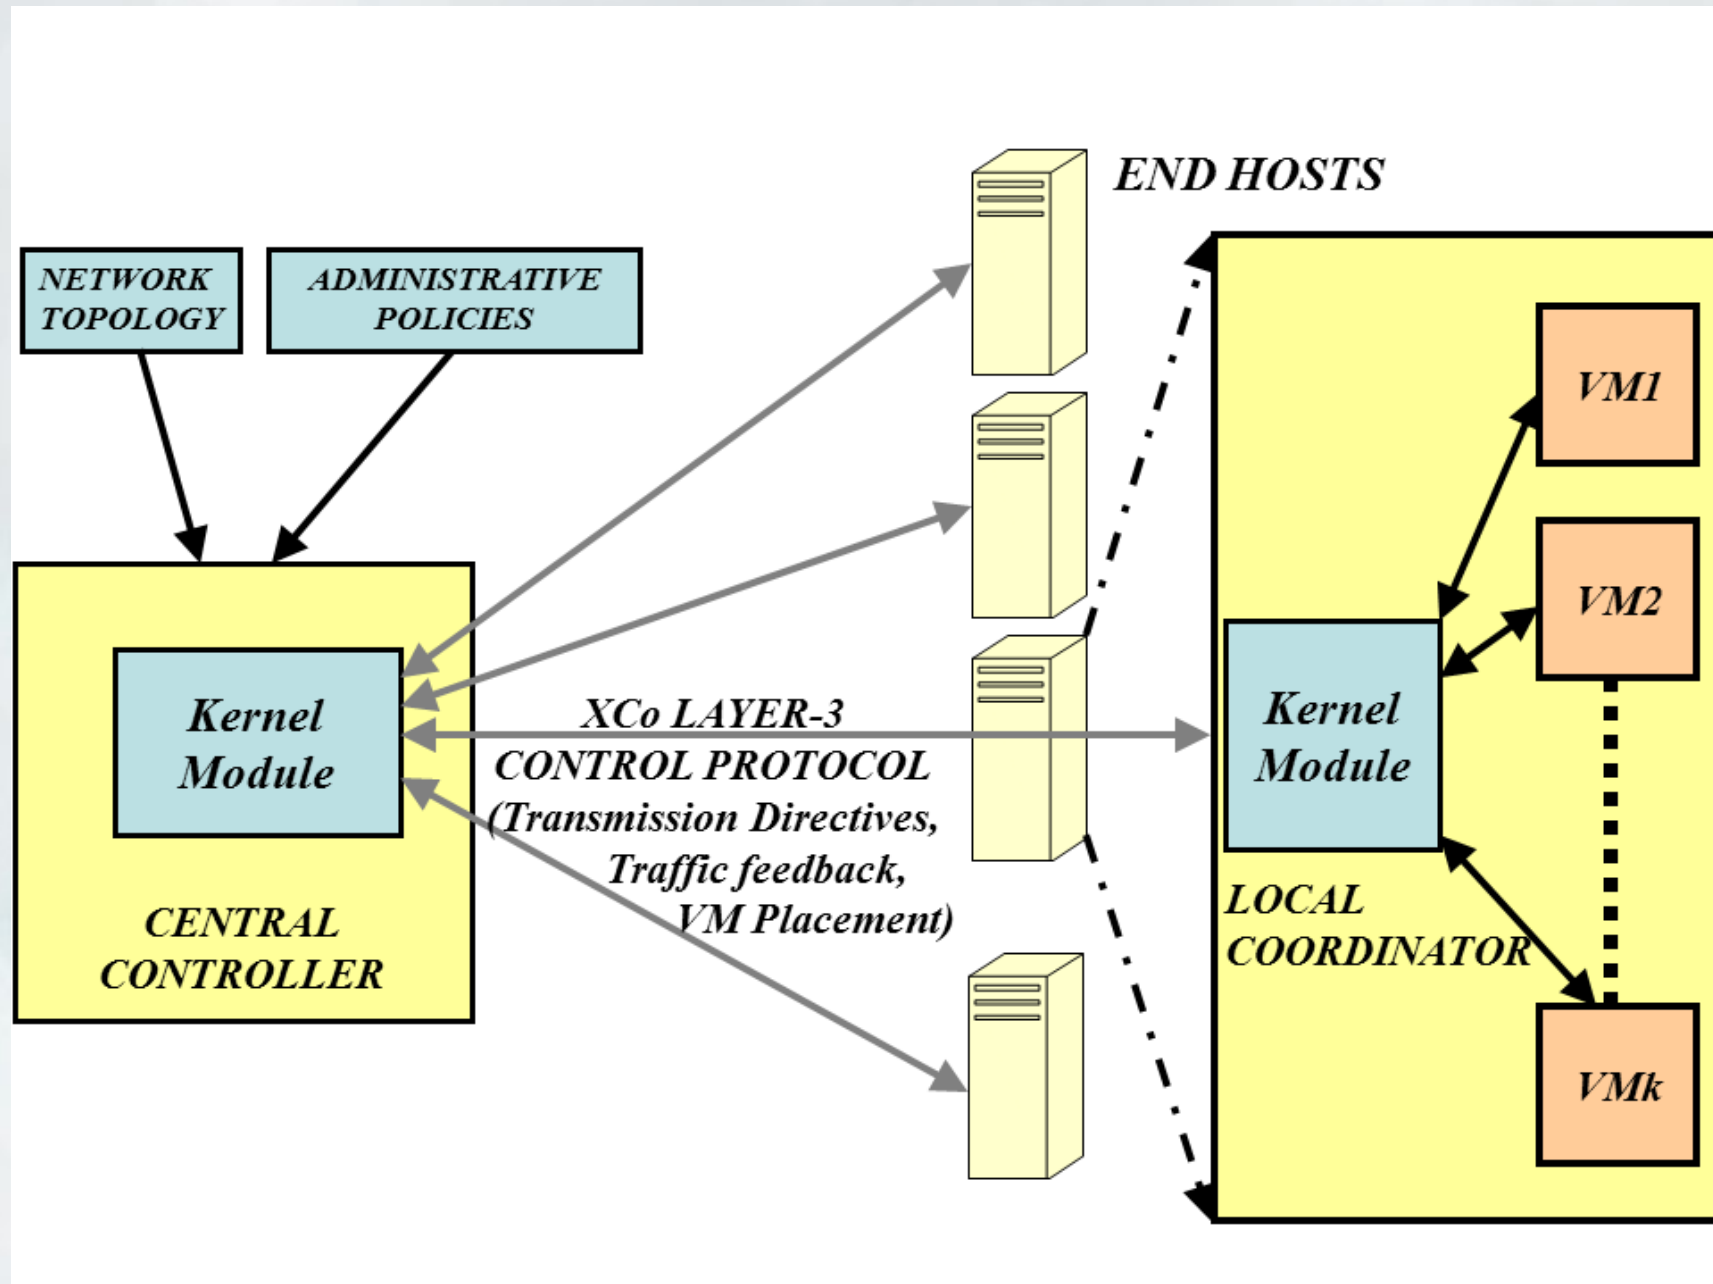 END HOSTS
NETWORK
TOPOLOGY
ADMINISTRATIVE
POLICIES
VM1
VM2
Kernel
Module
XCo LAYER-3
CONTROL PROTOCOL
(Transmission Directives,
Traffic feedback,
VM Placement)
Kernel
Module
CENTRAL
CONTROLLER
LOCAL
COORDINATOR
VMk